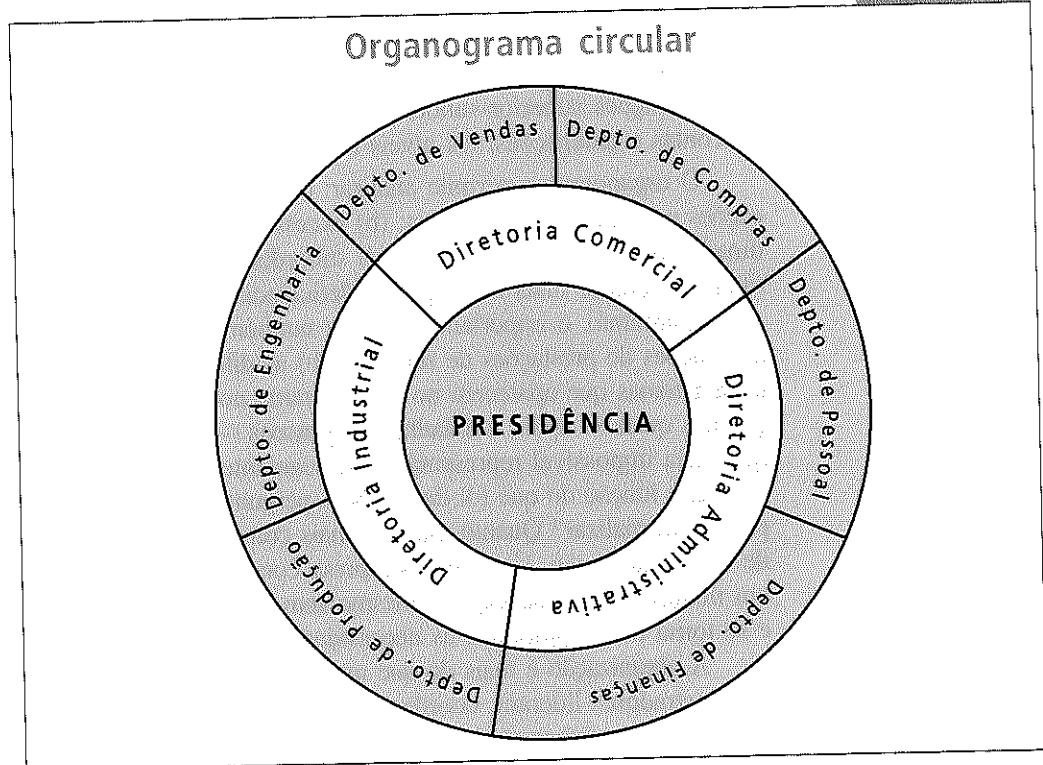 Organograma circular
Depto. de Vendas
Depto. de Compras
Depto. de Engenharia
Diretoria Comercial
Depto. de Pessoal
Diretoria Industrial
PRESIDÊNCIA
Diretoria Administrativa
Depto. de Produção
Depto. de Finanças